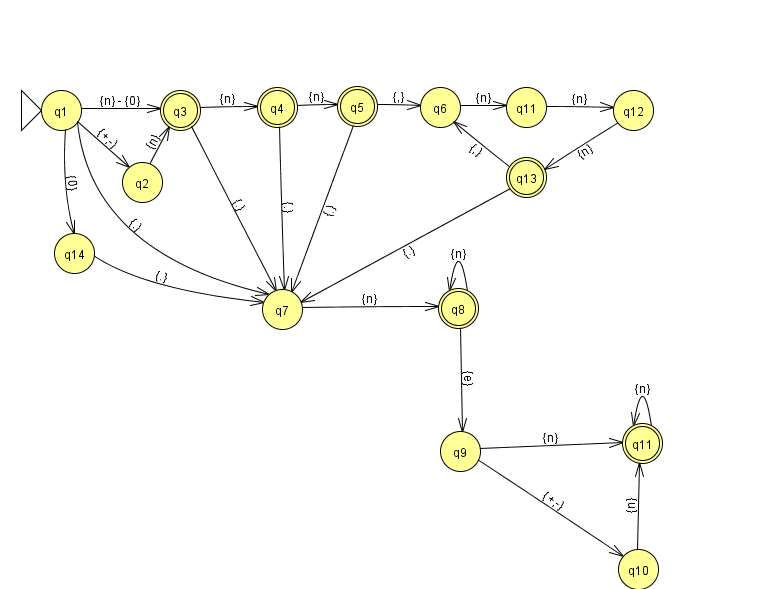 {n} - {0}
{n}
{n}
{,}
{n}
{n}
q1
q3
q4
q5
q6
q11
q12
{+,-}
{n}
{,}
{n}
q2
q13
{0}
{.}
{.}
{.}
{.}
{.}
q14
{.}
{n}
{n}
q7
q8
{e}
{n}
{n}
q9
q11
{+,-}
{n}
q10